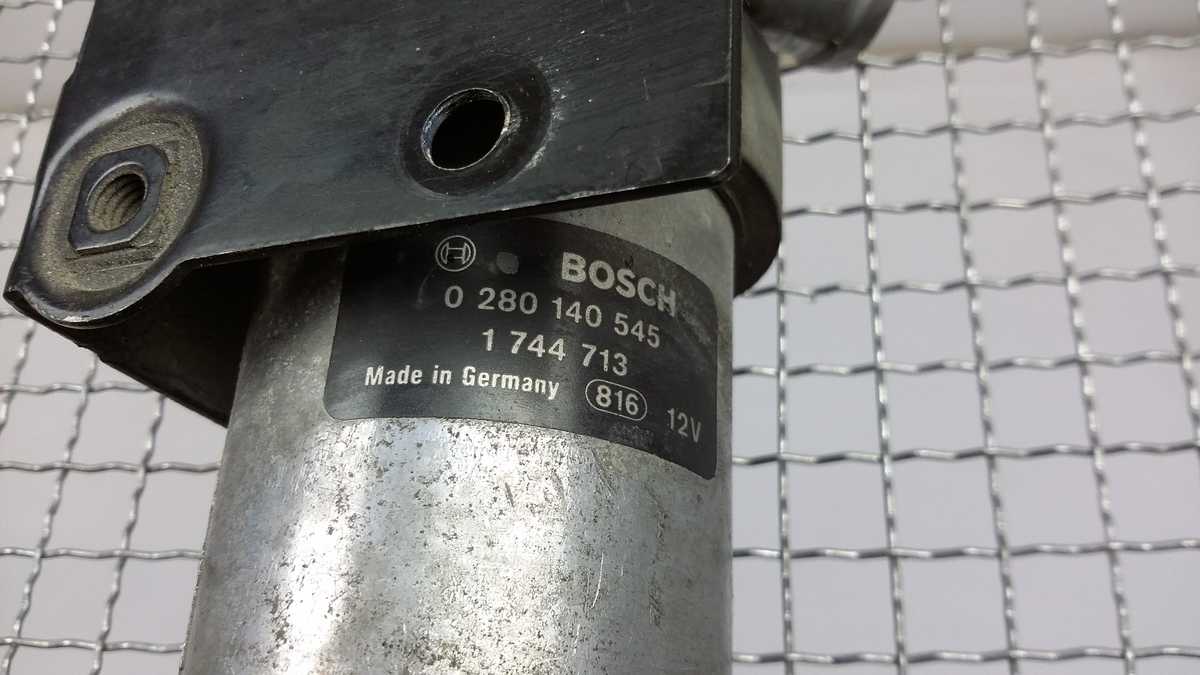 BOSCH
0 280 140 545
1 744 713
Made in Germany 816 12V